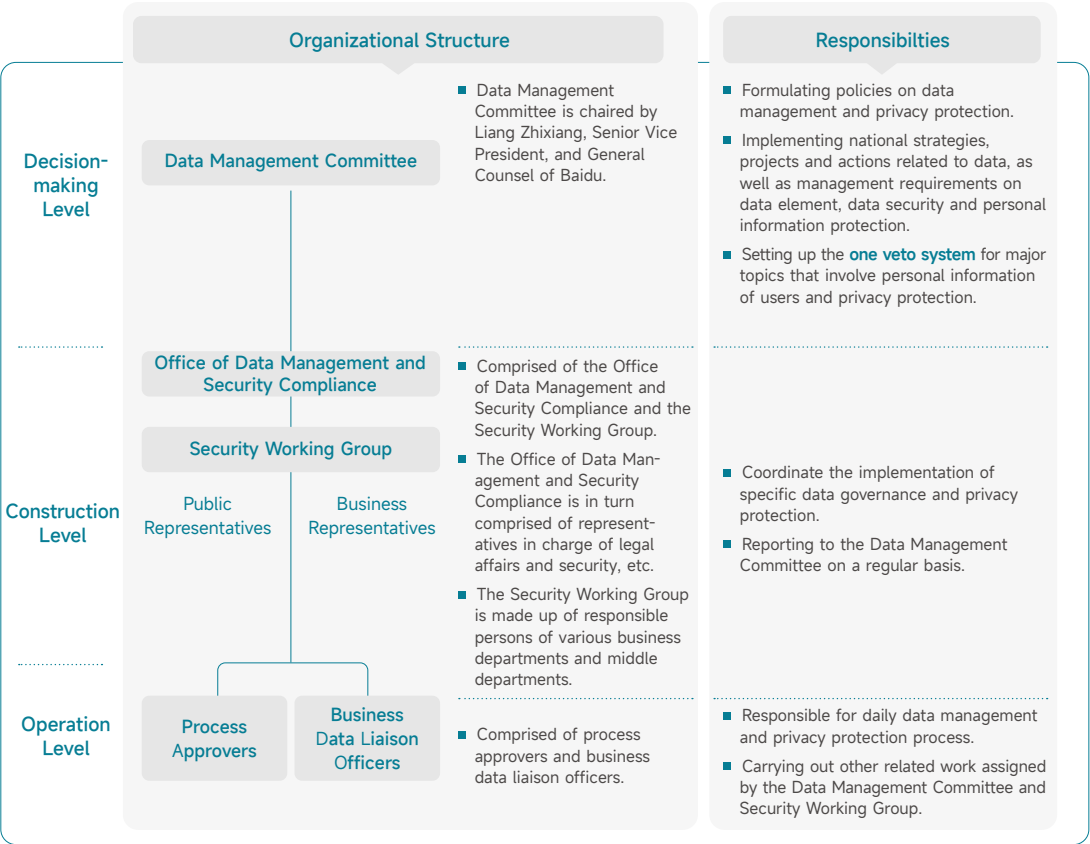 Organizational Structure
Responsibilties
Decision-
making
Level
Data Management Committee
Data Management
Committee is chaired by
Liang Zhixiang, Senior Vice
President, and General
Counsel of Baidu.
Formulating policies on data
management and privacy protection.
Implementing national strategies,
projects and actions related to data, as
well as management requirements on
data element, data security and personal
information protection.
Setting up the one veto system for major
topics that involve personal information
of users and privacy protection.
Construction
Level
Office of Data Management and
Security Compliance
Security Working Group
Public
Representatives
Business
Representatives
Comprised of the Office
of Data Management and
Security Compliance and the
Security Working Group.
The Office of Data Man-
agement and Security
Compliance is in turn
comprised of represent-
atives in charge of legal
affairs and security, etc.
The Security Working Group
is made up of responsible
persons of various business
departments and middle
departments.
Coordinate the implementation of
specific data governance and privacy
protection.
Reporting to the Data Management
Committee on a regular basis.
Operation
Level
Process
Approvers
Business
Data Liaison
Officers
Comprised of process
approvers and business
data liaison officers.
Responsible for daily data management
and privacy protection process.
Carrying out other related work assigned
by the Data Management Committee and
Security Working Group.